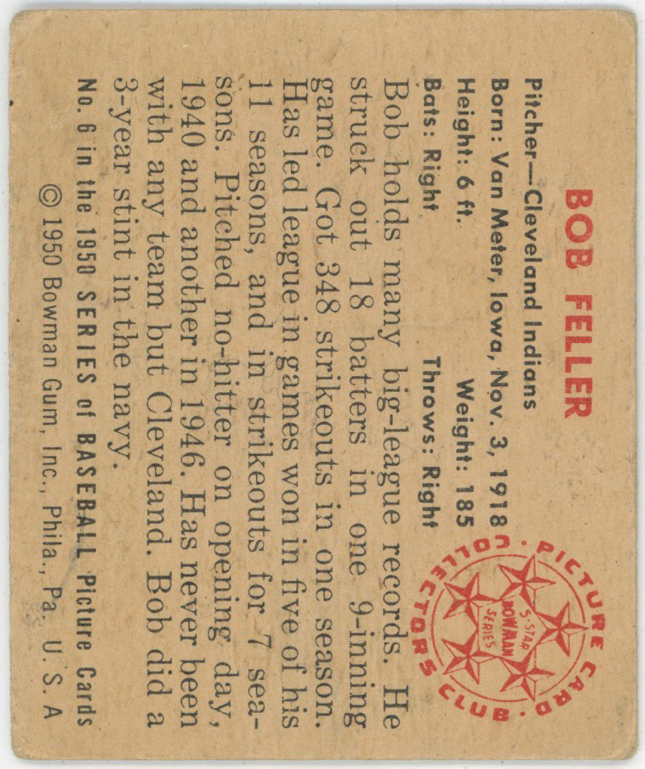 BOB FELLER
Pitcher—Cleveland Indians
Born: Van Meter, Iowa, Nov. 3, 1918
Height: 6 ft. Weight: 185
Bats: Right Throws: Right
Bob holds many big-league records. He
struck out 18 batters in one 9-inning
game. Got 348 strikeouts in one season.
Has led league in games won in five of his
11 seasons, and in strikeouts for 7 sea-
sons. Pitched no-hitter on opening day,
1940 and another in 1946. Has never been
with any team but Cleveland. Bob did a
3-year stint in the navy.
No. 6 in the 1950 SERIES of BASEBALL Picture Cards
© 1950 Bowman Gum, Inc., Phila., Pa. U. S. A
PICTURE CARD COLLECTORS CLUB
5-STAR
BOWMAN
SERIES